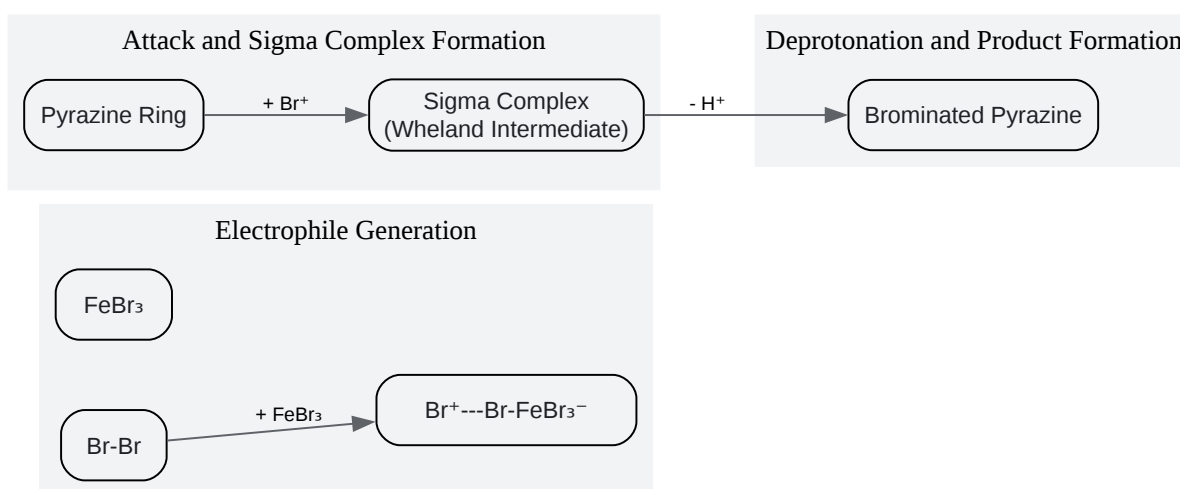 Attack and Sigma Complex Formation
Pyrazine Ring
+ Br⁺
Sigma Complex
(Wheland Intermediate)
- H⁺
Deprotonation and Product Formation
Brominated Pyrazine
Electrophile Generation
FeBr₃
Br-Br
+ FeBr₃
Br⁺---Br-FeBr₃⁻